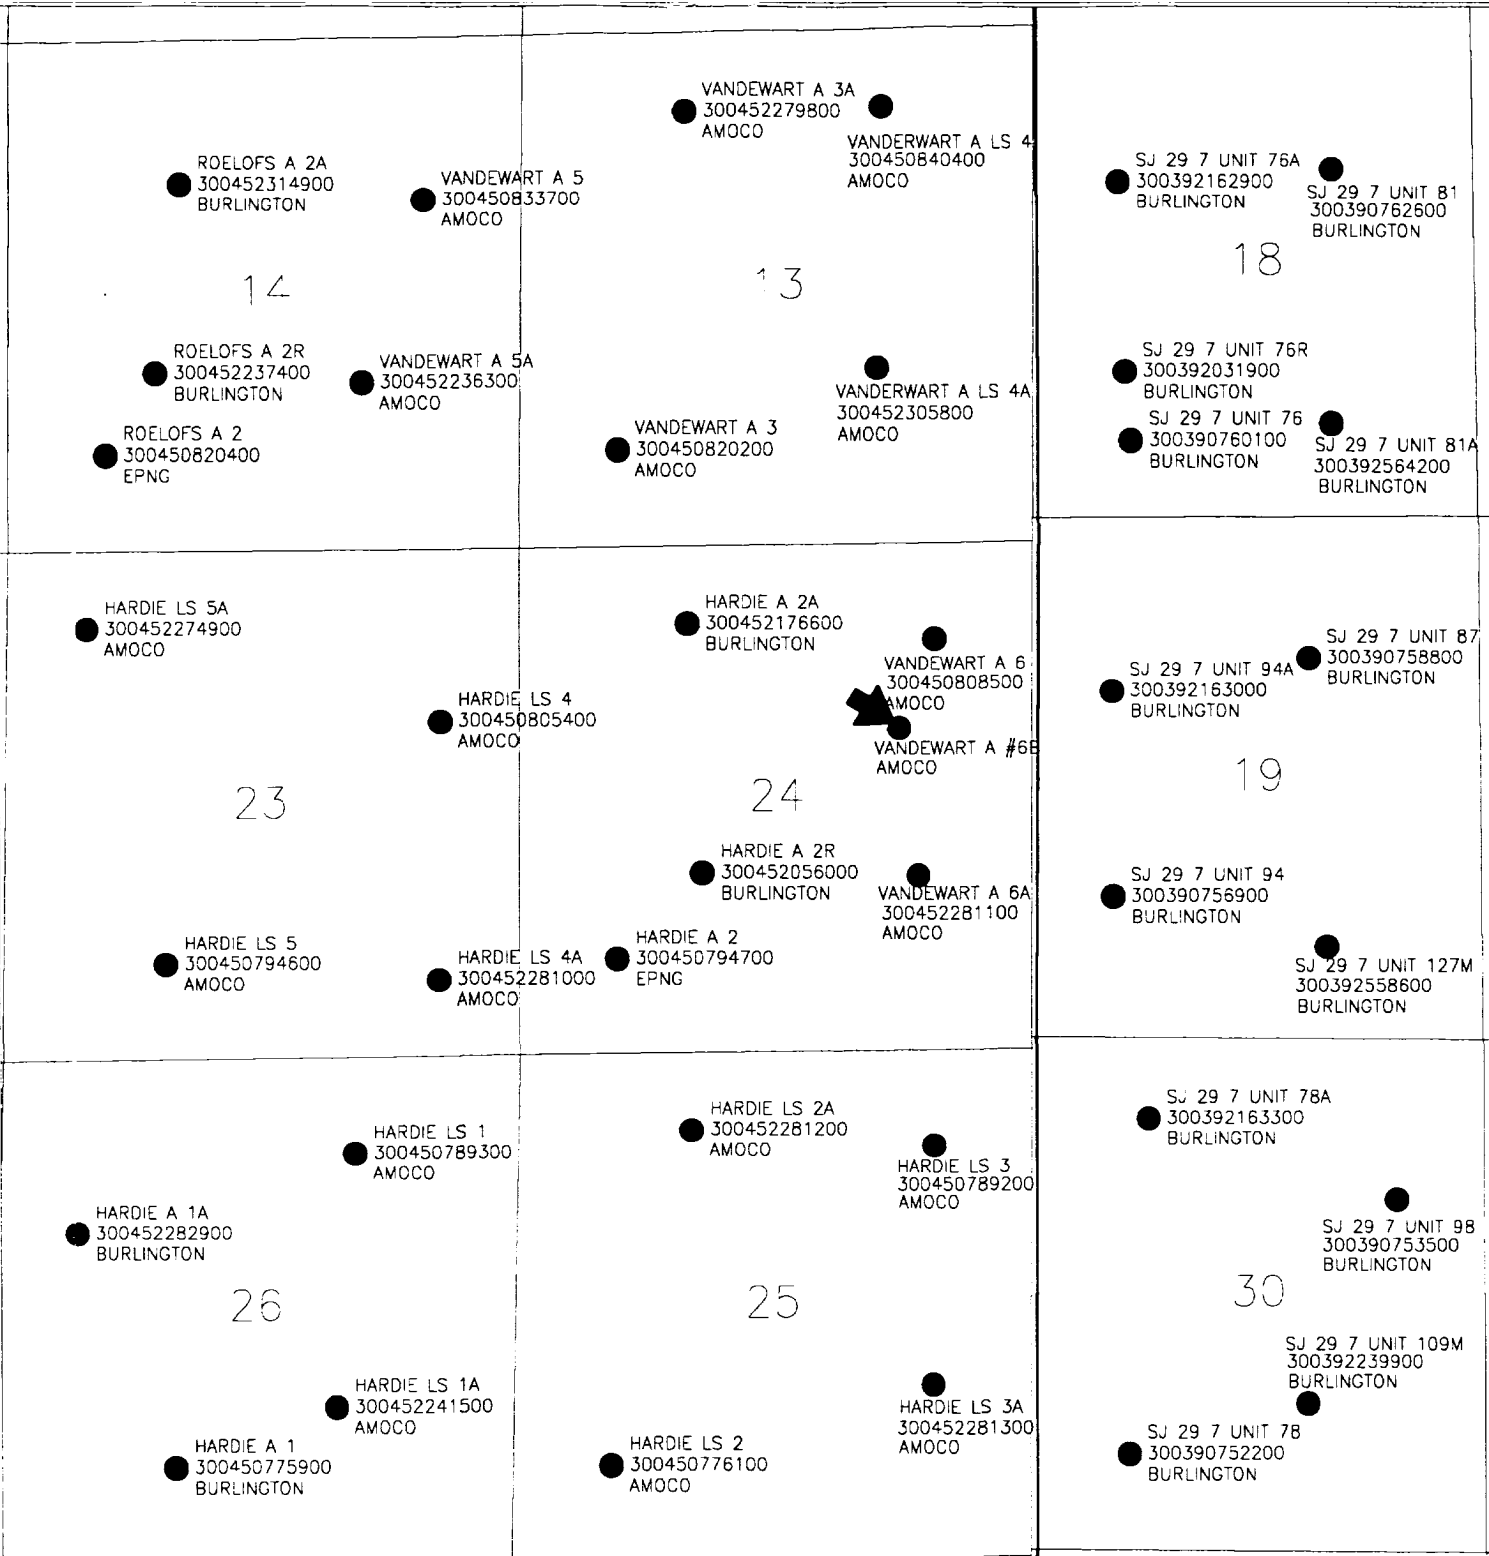 VANDEWART A 3A
300452279800
AMOCO
VANDERWART A LS 4
300450840400
AMOCO
ROELOFS A 2A
300452314900
BURLINGTON
VANDEWART A 5
300450833700
AMOCO
SJ 29 7 UNIT 76A
300392162900
BURLINGTON
SJ 29 7 UNIT 81
300390762600
BURLINGTON
14
13
18
ROELOFS A 2R
300452237400
BURLINGTON
VANDEWART A 5A
300452236300
AMOCO
VANDERWART A LS 4A
300452305800
AMOCO
SJ 29 7 UNIT 76R
300392031900
BURLINGTON
ROELOFS A 2
300450820400
EPNG
VANDEWART A 3
300450820200
AMOCO
SJ 29 7 UNIT 76
300390760100
BURLINGTON
SJ 29 7 UNIT 81A
300392564200
BURLINGTON
HARDIE LS 5A
300452274900
AMOCO
HARDIE A 2A
300452176600
BURLINGTON
VANDEWART A 6
300450808500
AMOCO
SJ 29 7 UNIT 87
300390758800
BURLINGTON
SJ 29 7 UNIT 94A
300392163000
BURLINGTON
HARDIE LS 4
300450805400
AMOCO
VANDEWART A #6B
AMOCO
23
24
19
HARDIE A 2R
300452056000
BURLINGTON
VANDEWART A 6A
300452281100
AMOCO
SJ 29 7 UNIT 94
300390756900
BURLINGTON
HARDIE LS 5
300450794600
AMOCO
HARDIE LS 4A
300452281000
AMOCO
HARDIE A 2
300450794700
EPNG
SJ 29 7 UNIT 127M
300392558600
BURLINGTON
HARDIE LS 1
300450789300
AMOCO
HARDIE LS 2A
300452281200
AMOCO
HARDIE LS 3
300450789200
AMOCO
SJ 29 7 UNIT 78A
300392163300
BURLINGTON
HARDIE A 1A
300452282900
BURLINGTON
SJ 29 7 UNIT 98
300390753500
BURLINGTON
26
25
30
HARDIE LS 1A
300452241500
AMOCO
HARDIE LS 3A
300452281300
AMOCO
SJ 29 7 UNIT 109M
300392239900
BURLINGTON
HARDIE A 1
300450775900
BURLINGTON
HARDIE LS 2
300450776100
AMOCO
SJ 29 7 UNIT 78
300390752200
BURLINGTON